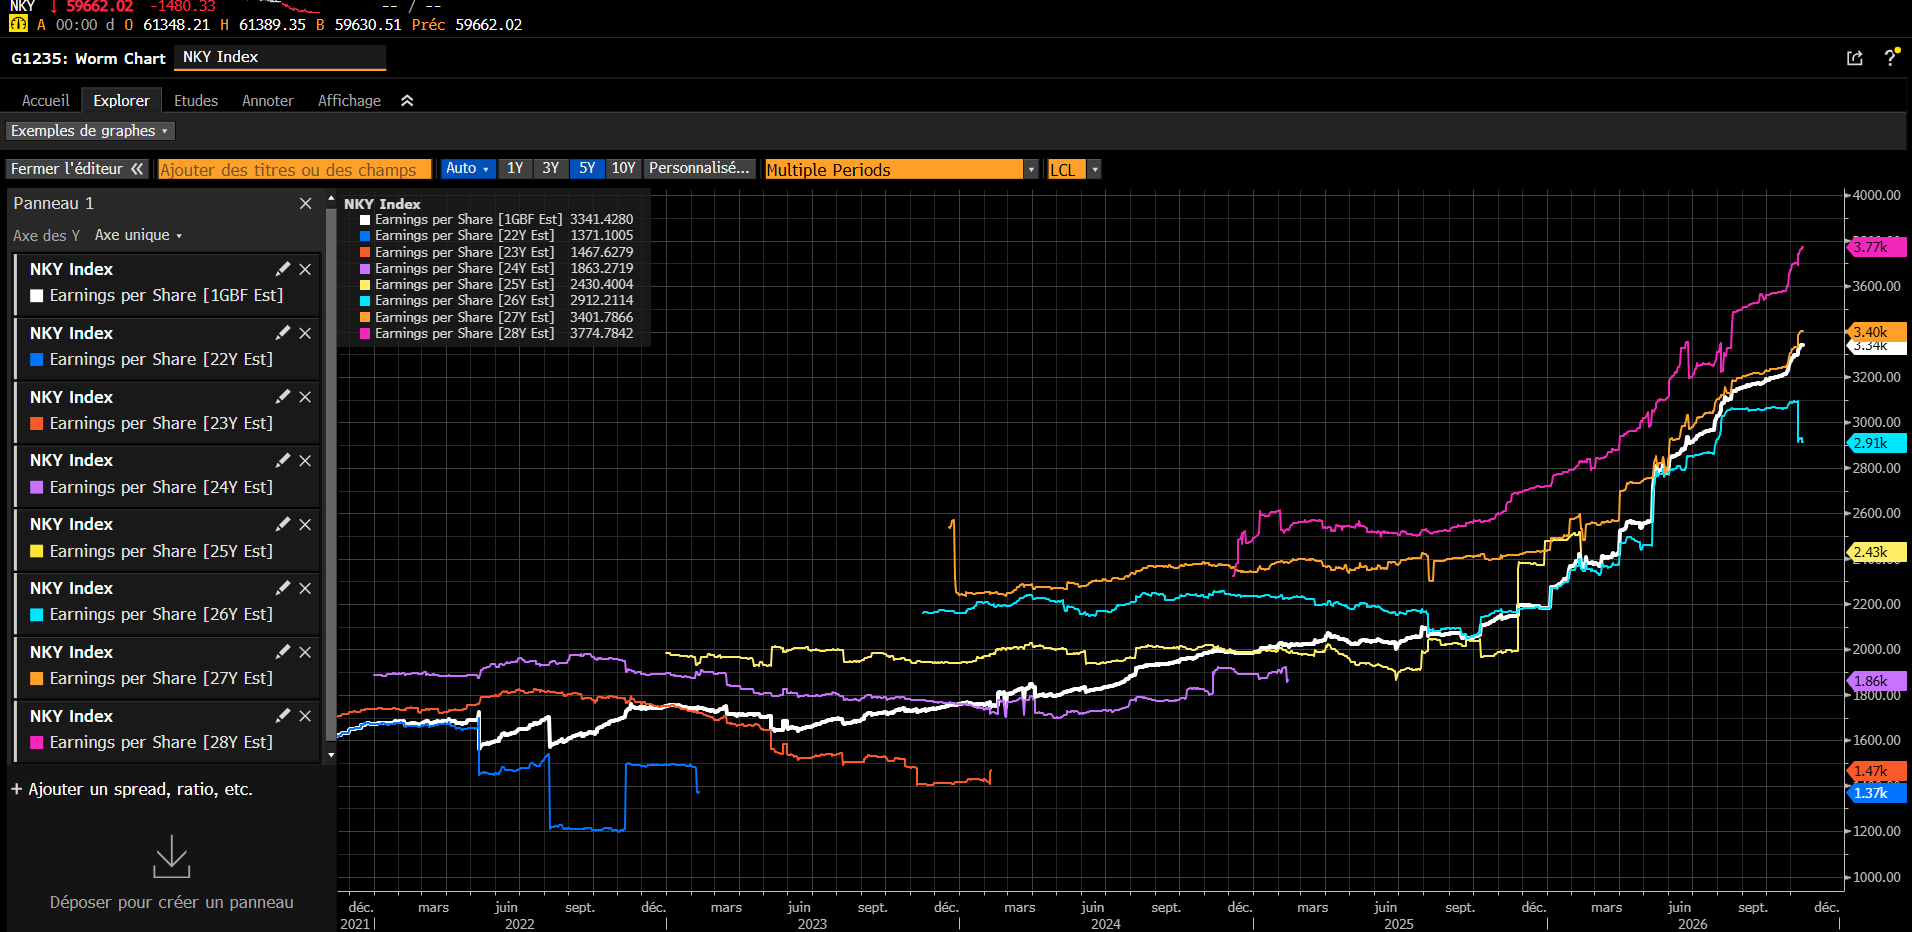 NKY ↓ 59662.02 -1480.33 -- / --
A 00:00 d O 61348.21 H 61389.35 B 59630.51 Préc 59662.02
G1235: Worm Chart NKY Index
Accueil Explorer Etudes Annoter Affichage
Exemples de graphes
Fermer l'éditeur Ajouter des titres ou des champs Auto 1Y 3Y 5Y 10Y Personnalisé... Multiple Periods LCL
Panneau 1
Axe des Y Axe unique
NKY Index
Earnings per Share [1GBF Est]
NKY Index
Earnings per Share [22Y Est]
NKY Index
Earnings per Share [23Y Est]
NKY Index
Earnings per Share [24Y Est]
NKY Index
Earnings per Share [25Y Est]
NKY Index
Earnings per Share [26Y Est]
NKY Index
Earnings per Share [27Y Est]
NKY Index
Earnings per Share [28Y Est]
+ Ajouter un spread, ratio, etc.
Déposer pour créer un panneau
NKY Index
Earnings per Share [1GBF Est] 3341.4280
Earnings per Share [22Y Est] 1371.1005
Earnings per Share [23Y Est] 1467.6279
Earnings per Share [24Y Est] 1863.2719
Earnings per Share [25Y Est] 2430.4004
Earnings per Share [26Y Est] 2912.2114
Earnings per Share [27Y Est] 3401.7866
Earnings per Share [28Y Est] 3774.7842
4000.00
3.77k
3600.00
3.40k
3.34k
3200.00
3000.00
2.91k
2800.00
2600.00
2.43k
2200.00
2000.00
1.86k
1800.00
1600.00
1.47k
1.37k
1200.00
1000.00
déc. mars juin sept. déc. mars juin sept. déc. mars juin sept. déc. mars juin sept. déc. mars juin sept. déc.
2021 2022 2023 2024 2025 2026